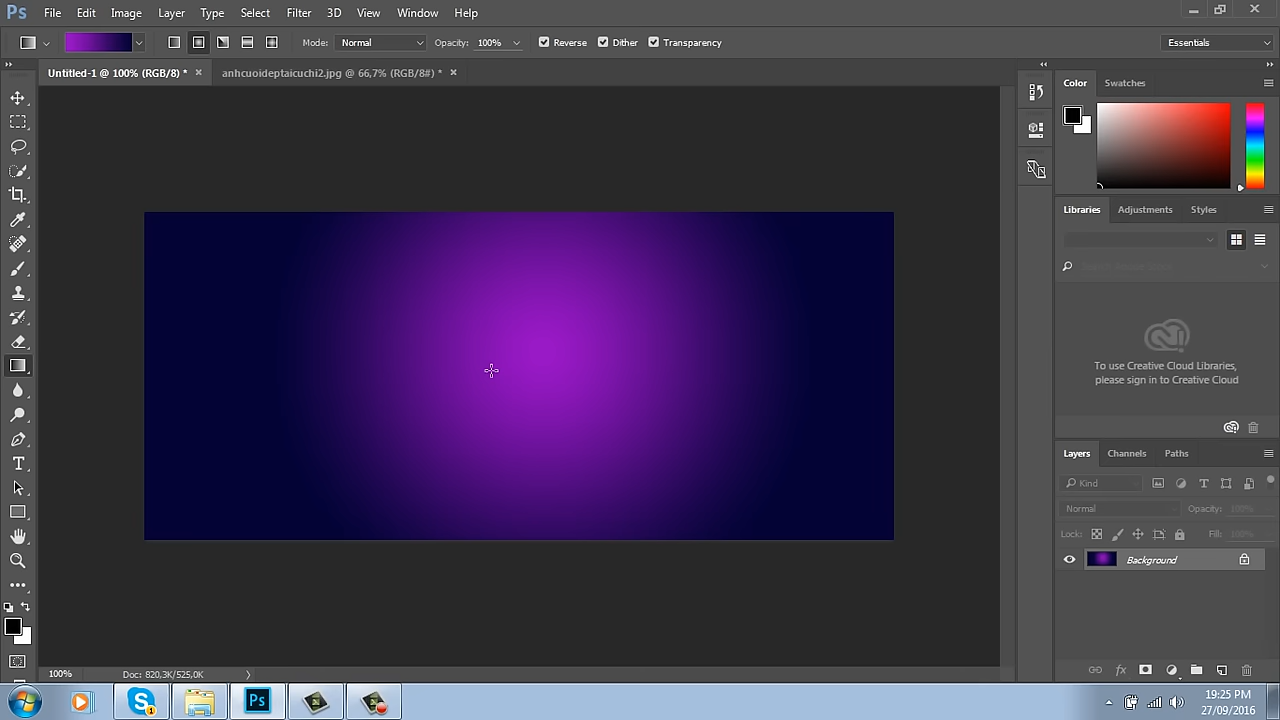 Ps File Edit Image Layer Type Select Filter 3D View Window Help
Mode: Normal Opacity: 100% Reverse Dither Transparency Essentials
Untitled-1 @ 100% (RGB/8) * × anhcuoideptaicuchi2.jpg @ 66,7% (RGB/8#) * ×
Color Swatches
Libraries Adjustments Styles
To use Creative Cloud Libraries,
please sign in to Creative Cloud
Layers Channels Paths
Kind
Normal Opacity: 100%
Lock: Fill: 100%
Background
100% Doc: 820,3K/525,0K
Ps
19:25 PM
27/09/2016